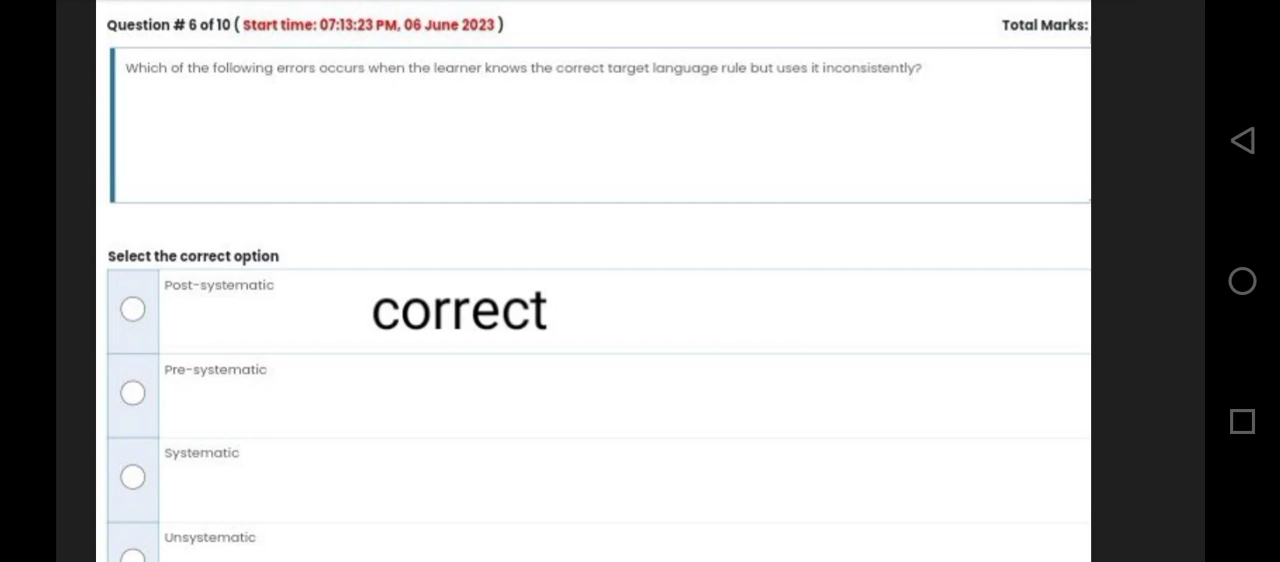 Question # 6 of 10 ( Start time: 07:13:23 PM, 06 June 2023 ) Total Marks:
Which of the following errors occurs when the learner knows the correct target language rule but uses it inconsistently?
Select the correct option
Post-systematic
correct
Pre-systematic
Systematic
Unsystematic